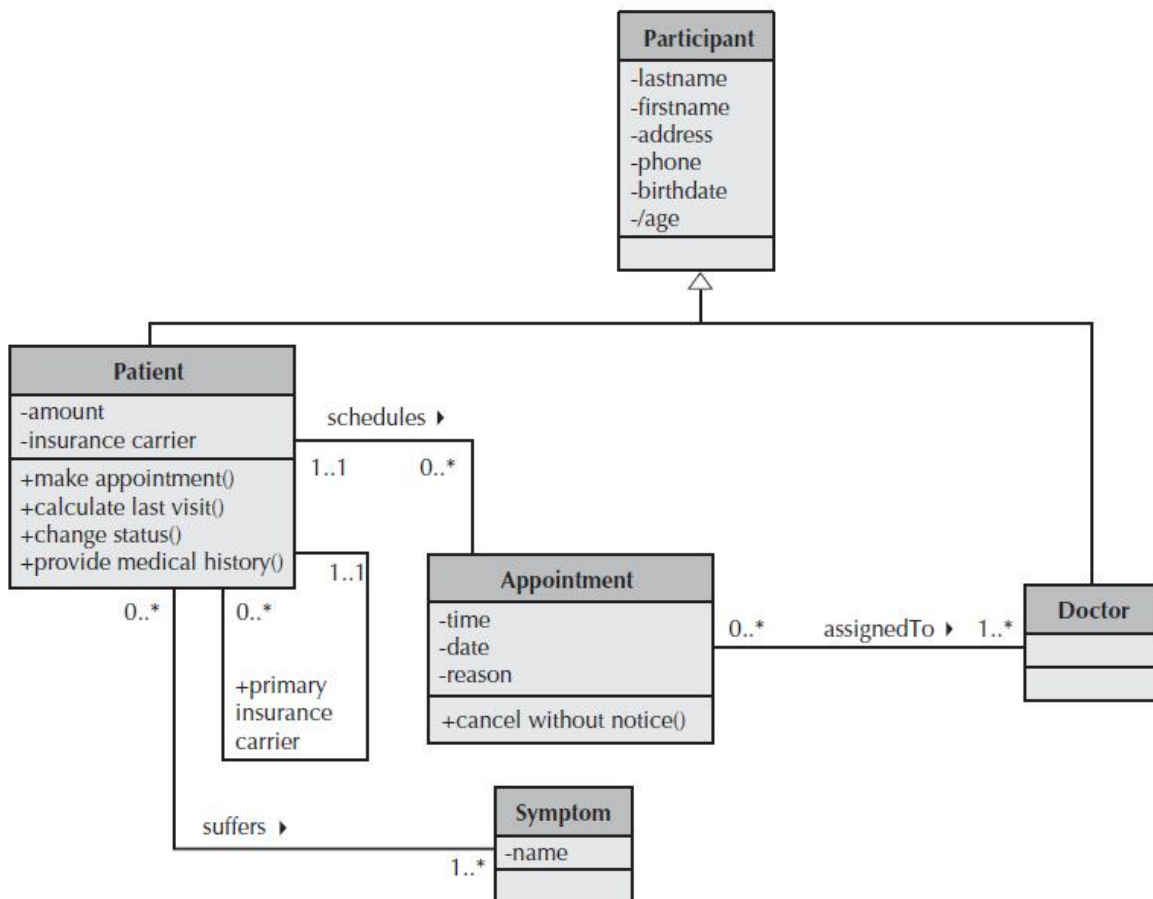 Participant
-lastname
-firstname
-address
-phone
-birthdate
-/age
Patient
-amount
-insurance carrier
+make appointment()
+calculate last visit()
+change status()
+provide medical history()
schedules
1..1
0..*
1..1
0..*
0..*
+primary
insurance
carrier
Appointment
-time
-date
-reason
+cancel without notice()
0..*
assignedTo
1..*
Doctor
suffers
1..*
Symptom
-name